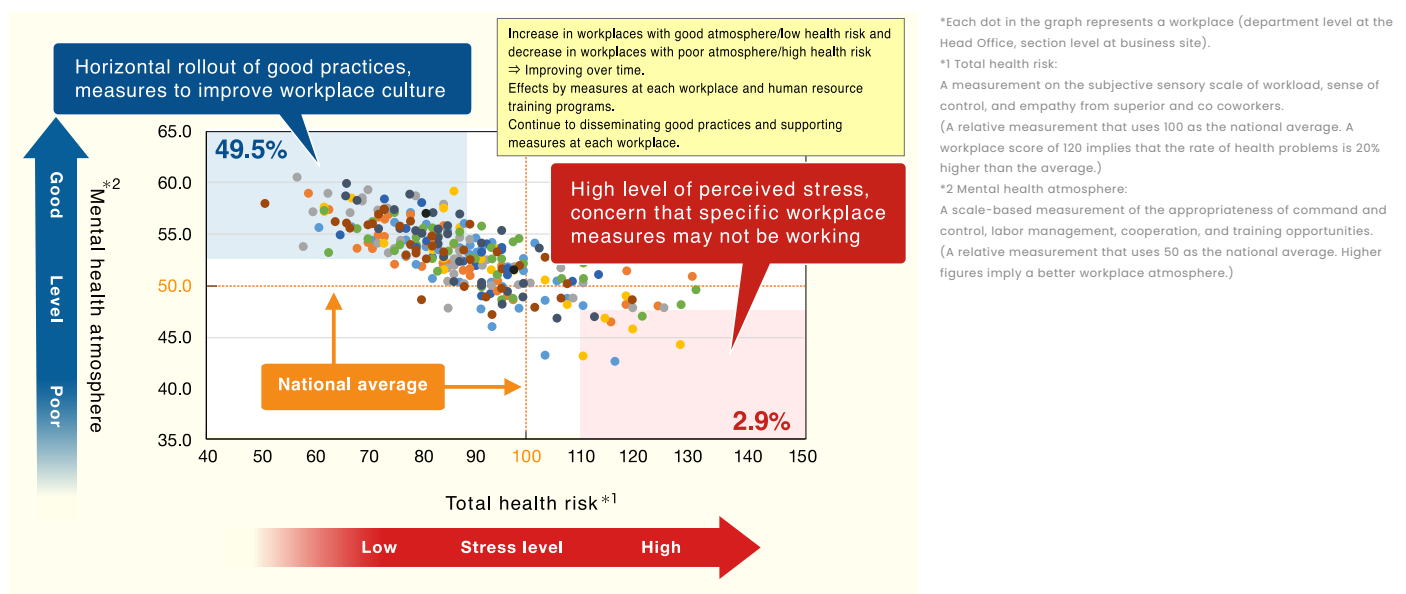 Increase in workplaces with good atmosphere/low health risk and
decrease in workplaces with poor atmosphere/high health risk
⇒ Improving over time.
Effects by measures at each workplace and human resource
training programs.
Continue to disseminating good practices and supporting
measures at each workplace.
Horizontal rollout of good practices,
measures to improve workplace culture
High level of perceived stress,
concern that specific workplace
measures may not be working
Good
Level
Poor
Mental health atmosphere
*2
65.0
60.0
55.0
50.0
45.0
40.0
35.0
49.5%
National average
2.9%
40 50 60 70 80 90 100 110 120 130 140 150
Total health risk*1
Low Stress level High
*Each dot in the graph represents a workplace (department level at the
Head Office, section level at business site).
*1 Total health risk:
A measurement on the subjective sensory scale of workload, sense of
control, and empathy from superior and co coworkers.
(A relative measurement that uses 100 as the national average. A
workplace score of 120 implies that the rate of health problems is 20%
higher than the average.)
*2 Mental health atmosphere:
A scale-based measurement of the appropriateness of command and
control, labor management, cooperation, and training opportunities.
(A relative measurement that uses 50 as the national average. Higher
figures imply a better workplace atmosphere.)